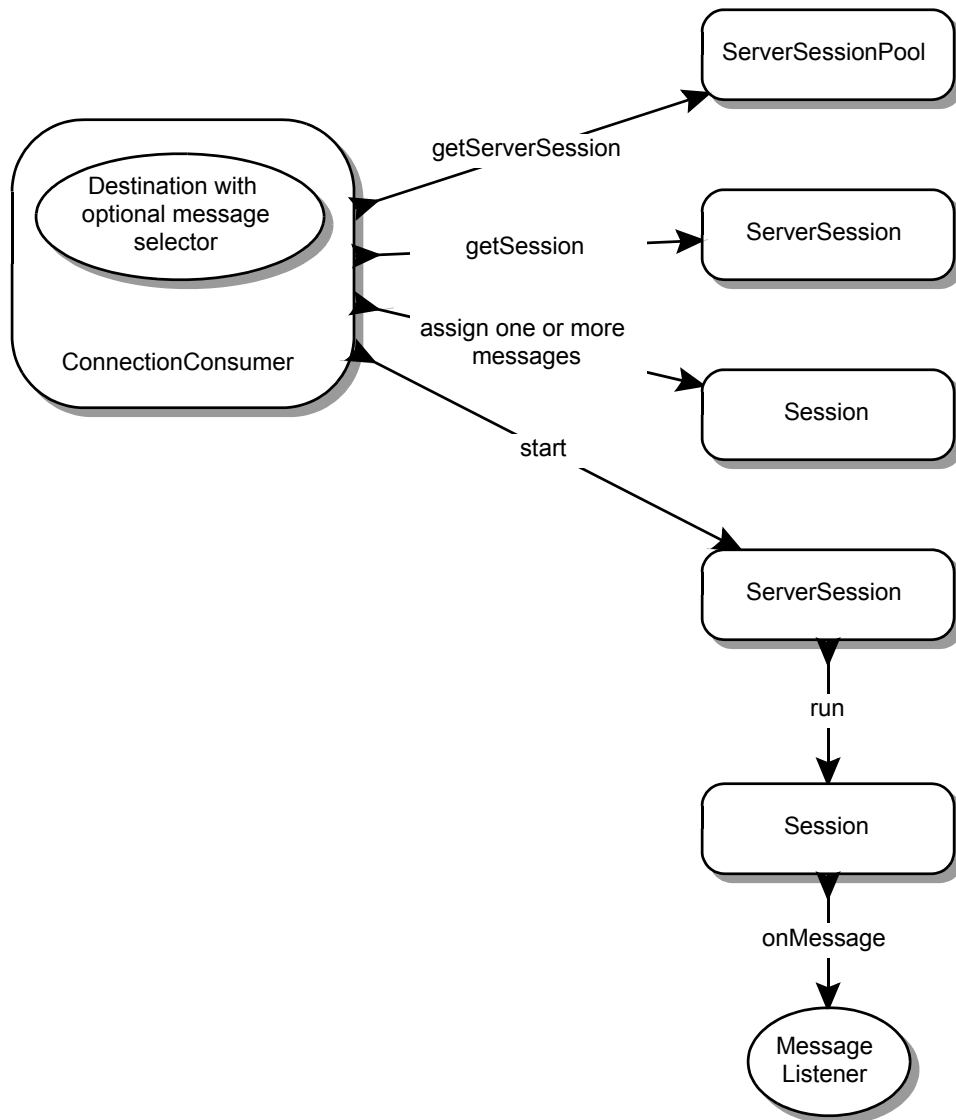 ServerSessionPool
getServerSession
Destination with
optional message
selector
ServerSession
getSession
assign one or more
messages
ConnectionConsumer
Session
start
ServerSession
run
Session
onMessage
Message
Listener